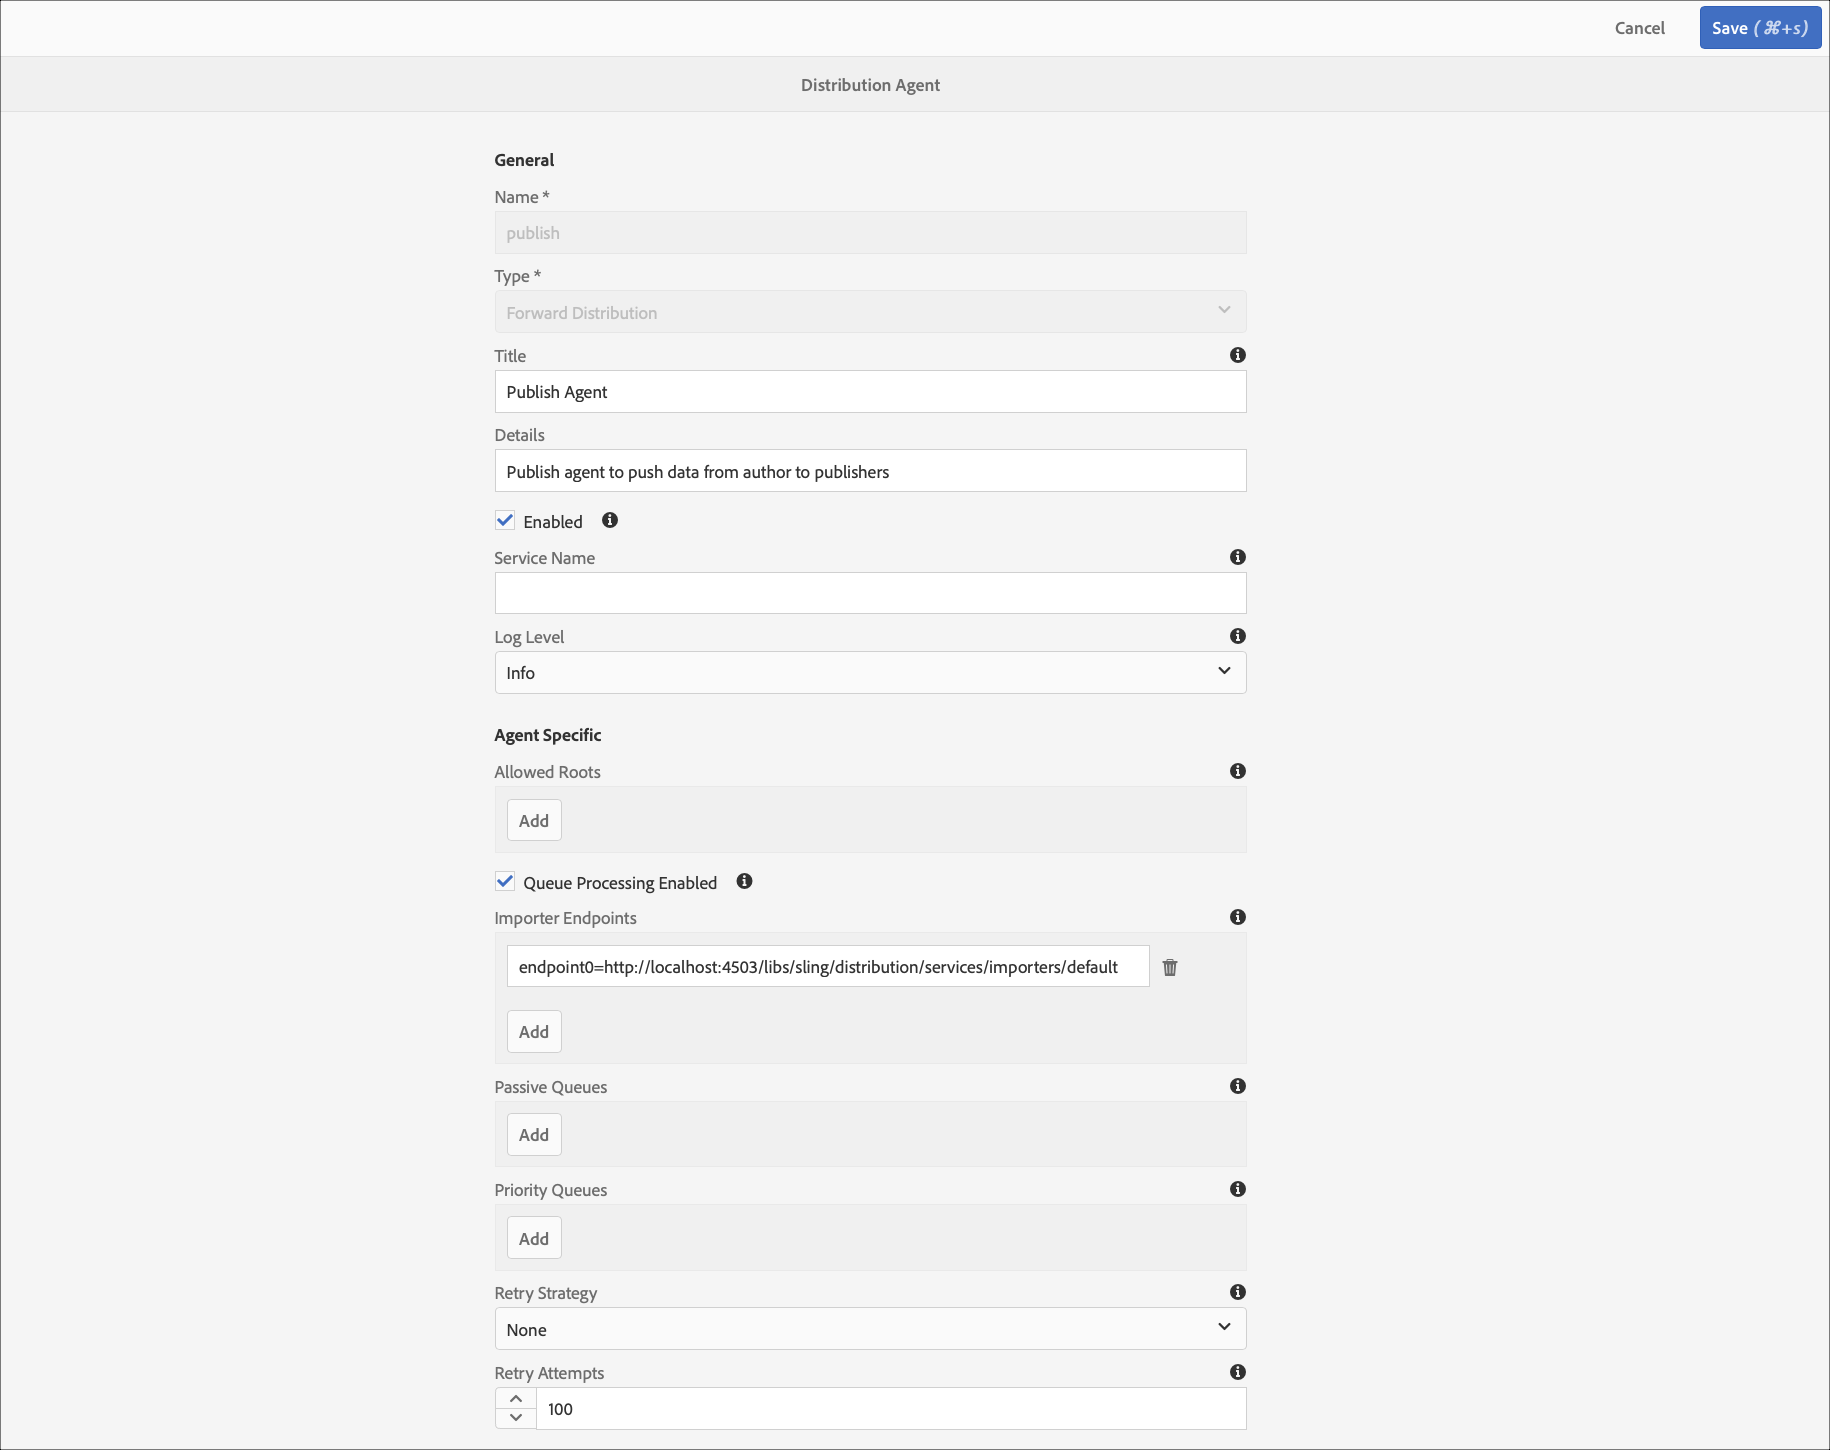 Cancel
Save (⌘+s)
Distribution Agent
General
Name *
publish
Type *
Forward Distribution
Title
Publish Agent
Details
Publish agent to push data from author to publishers
Enabled
Service Name
Log Level
Info
Agent Specific
Allowed Roots
Add
Queue Processing Enabled
Importer Endpoints
endpoint0=http://localhost:4503/libs/sling/distribution/services/importers/default
Add
Passive Queues
Add
Priority Queues
Add
Retry Strategy
None
Retry Attempts
100